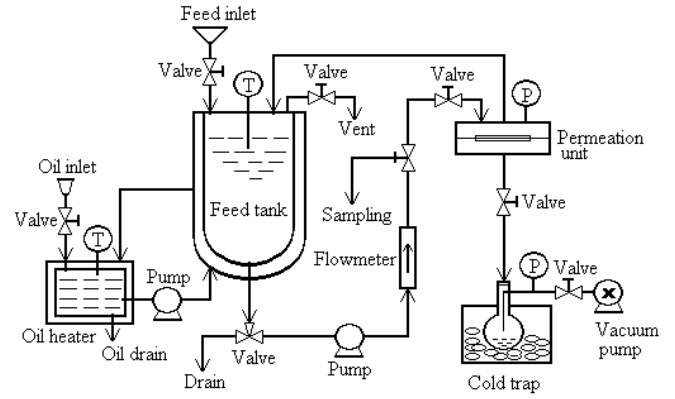 Feed inlet
Valve
T
Valve
Vent
Valve
P
Permeation
unit
Oil inlet
Valve
T
Feed tank
Sampling
Valve
Flowmeter
Pump
P
Valve
Oil heater
Oil drain
Drain
Valve
Pump
Cold trap
x
Vacuum
pump